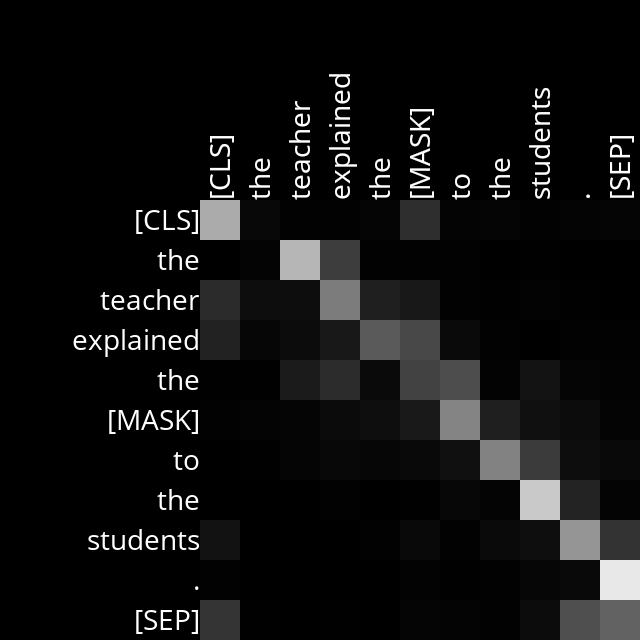 [CLS]
the
teacher
explained
the
[MASK]
to
the
students
.
[SEP]
[CLS]
the
teacher
explained
the
[MASK]
to
the
students
.
[SEP]